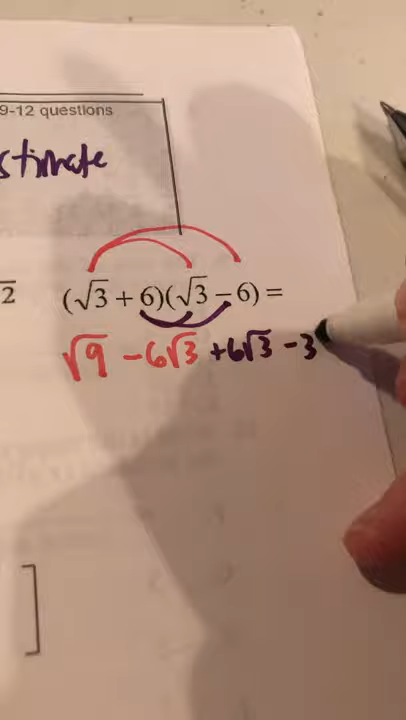 9-12 questions
stimate
√2
(√3 + 6)(√3 − 6) =
√9 − 6√3 + 6√3 − 3
]